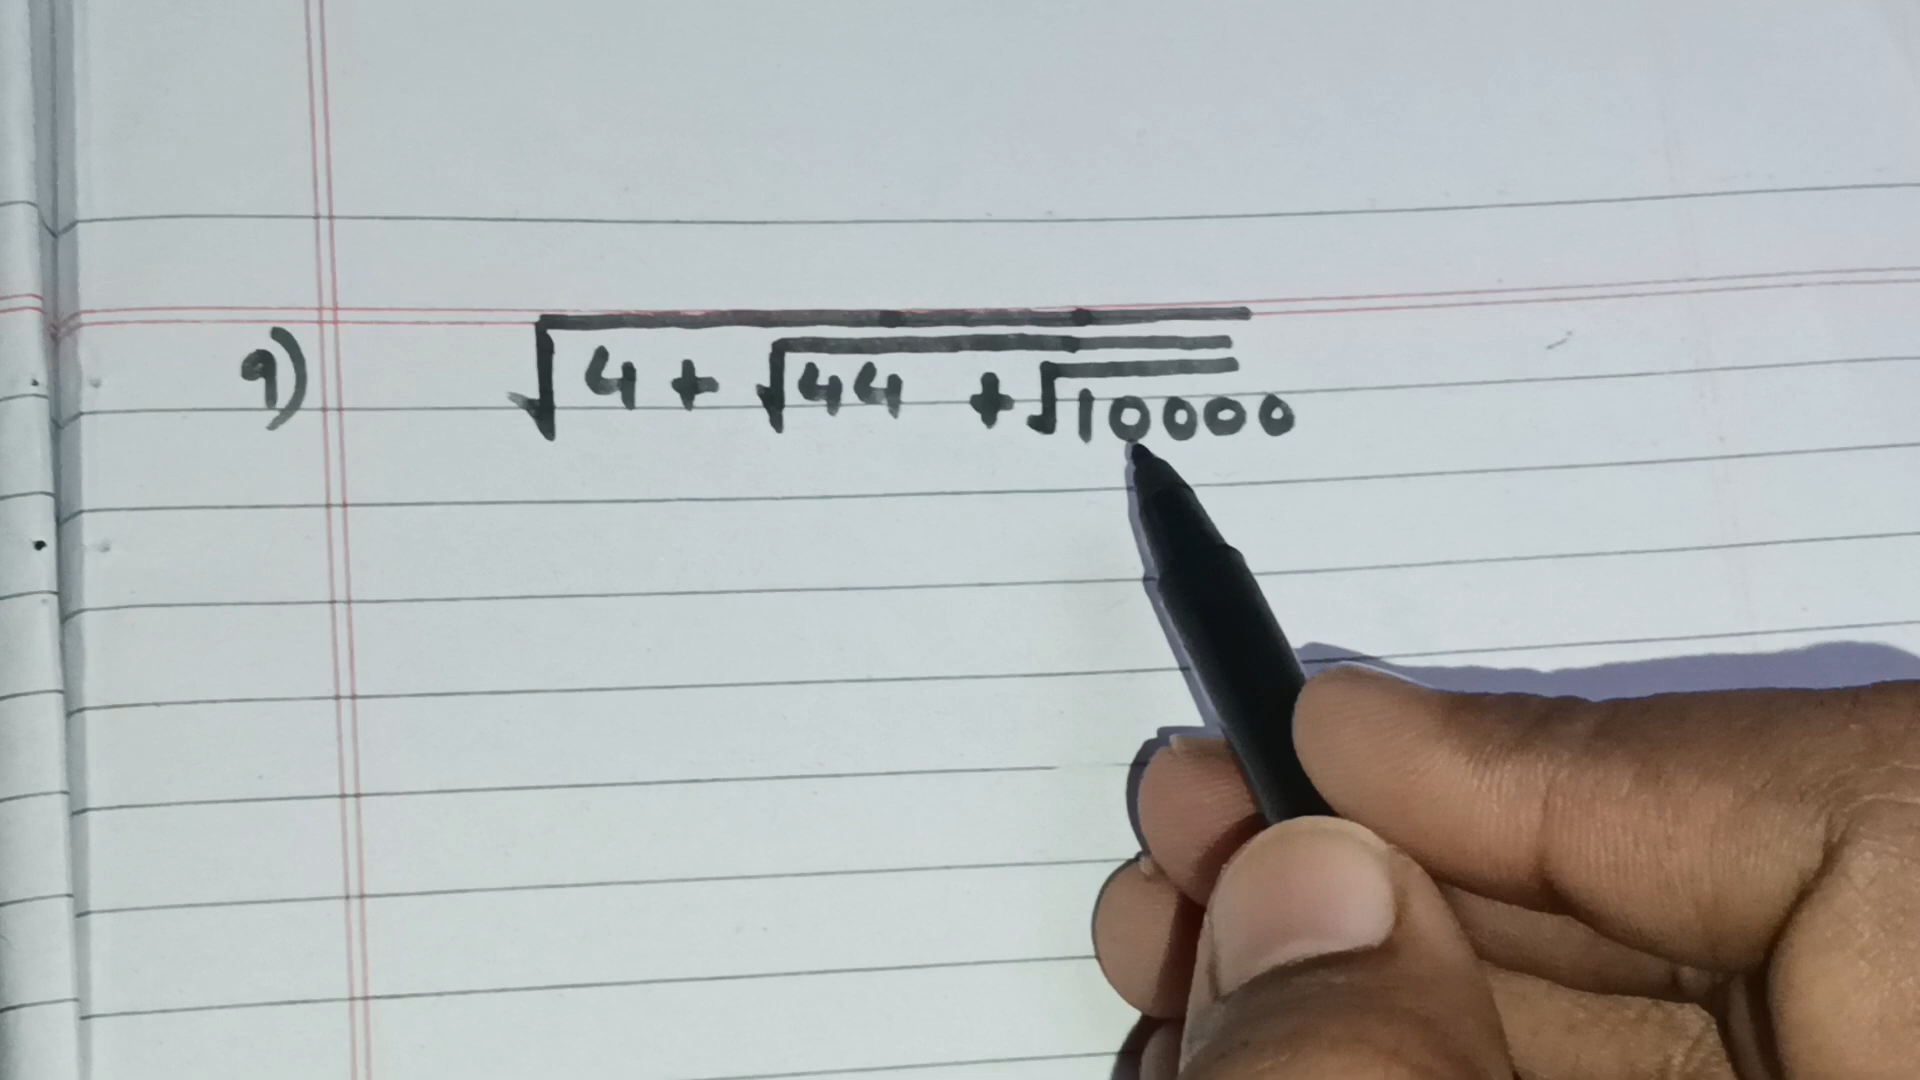 9) √4 + √44 + √10000